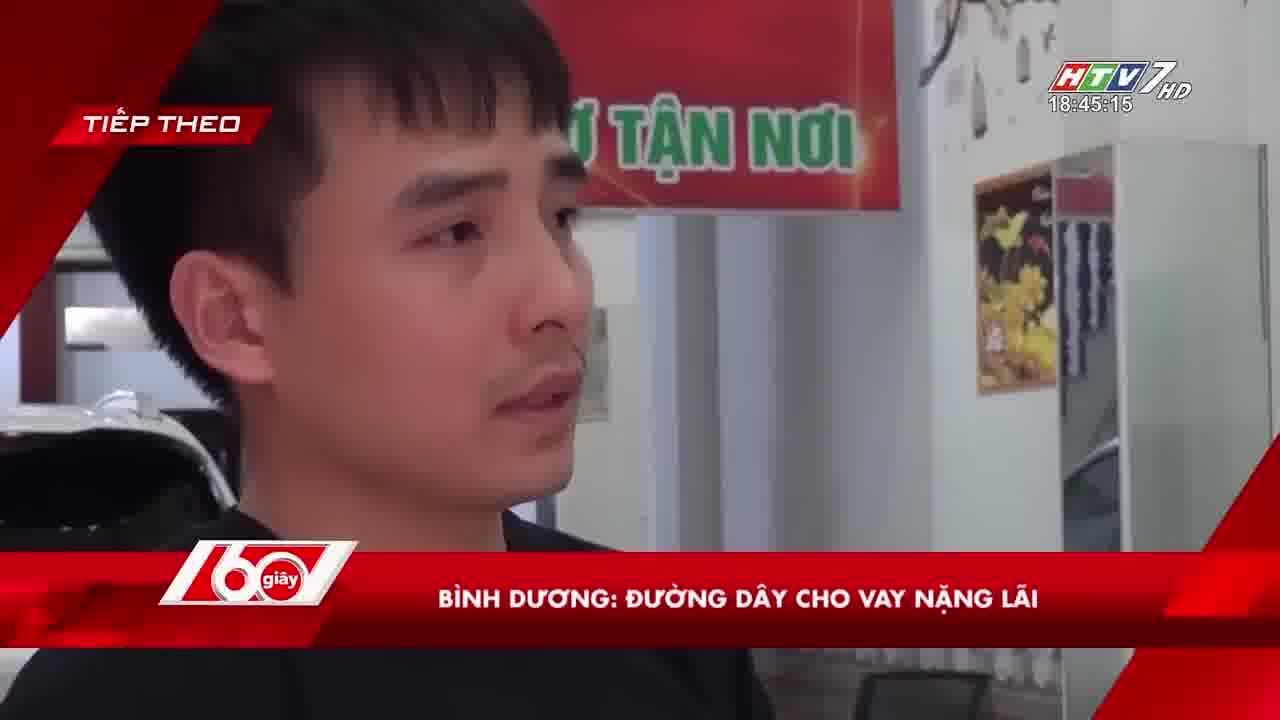 HTV7 HD
18:45:15
TIẾP THEO
TẬN NƠI
60 giây
BÌNH DƯƠNG: ĐƯỜNG DÂY CHO VAY NẶNG LÃI